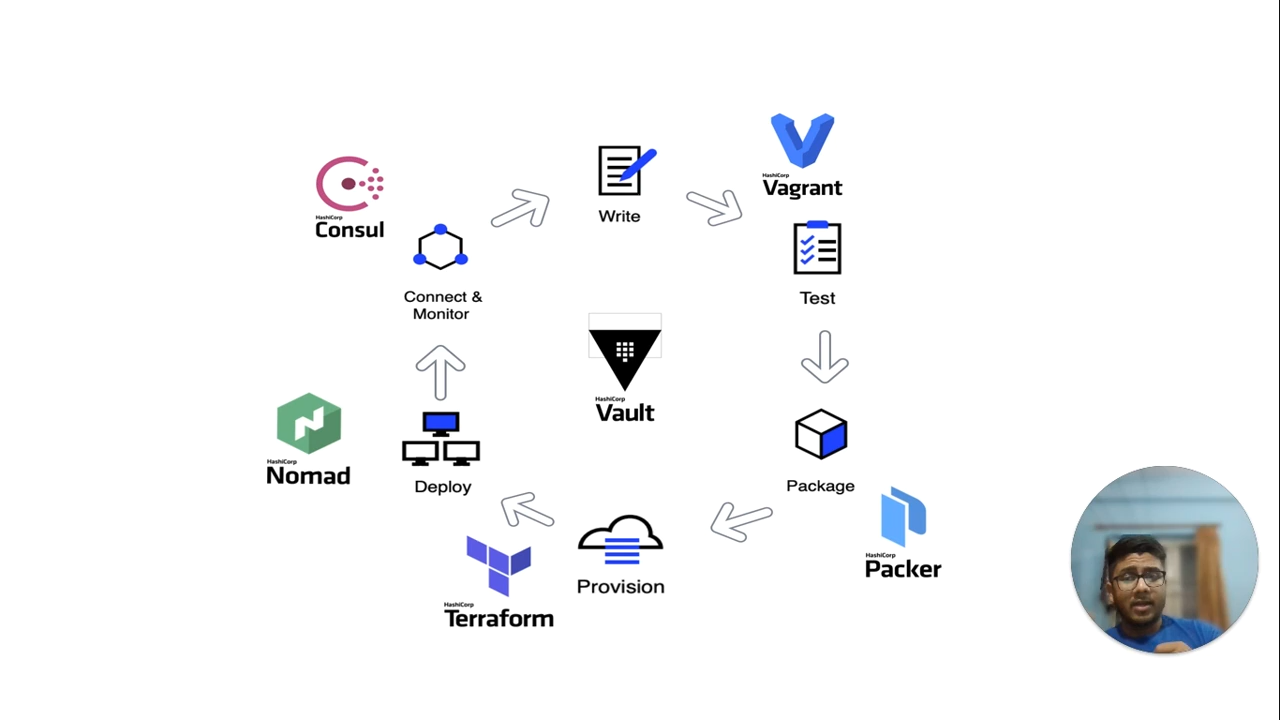 HashiCorp
Consul
Write
HashiCorp
Vagrant
Connect &
Monitor
Test
HashiCorp
Vault
HashiCorp
Nomad
Deploy
Package
HashiCorp
Packer
Provision
HashiCorp
Terraform